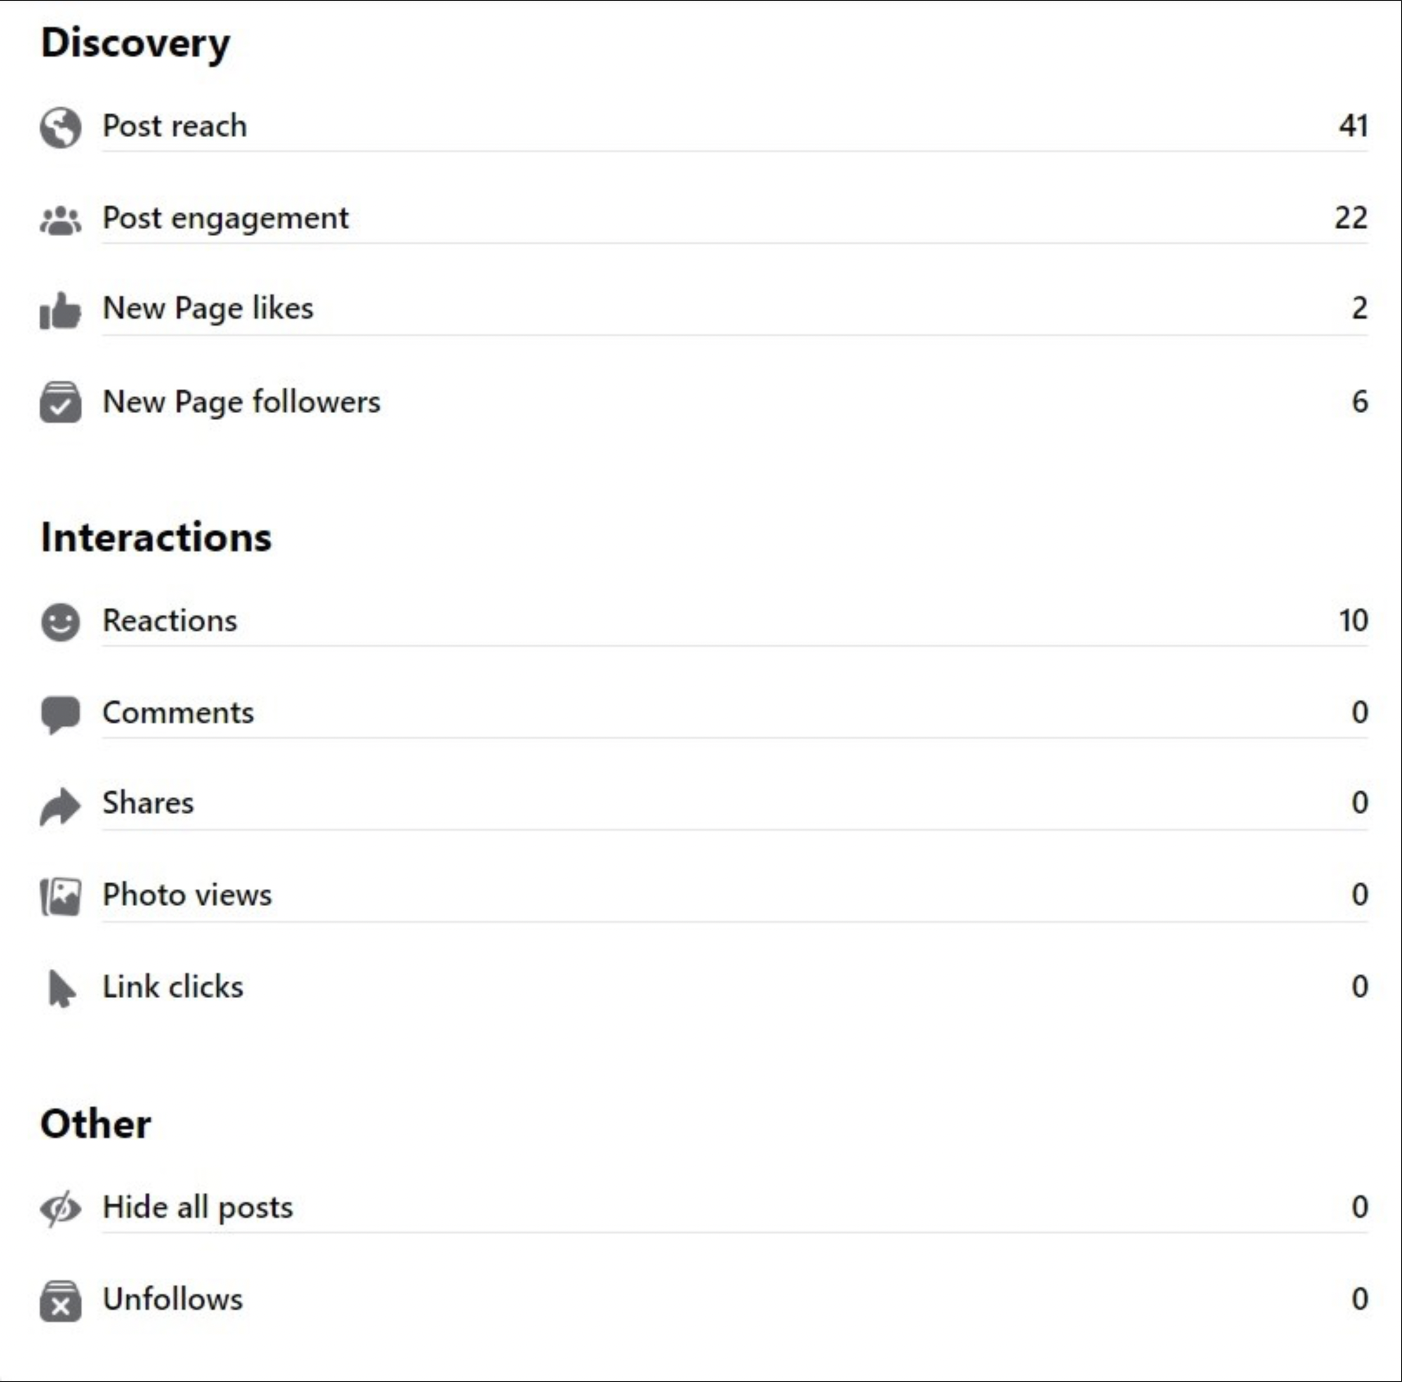 Discovery
Post reach 41
Post engagement 22
New Page likes 2
New Page followers 6
Interactions
Reactions 10
Comments 0
Shares 0
Photo views 0
Link clicks 0
Other
Hide all posts 0
Unfollows 0